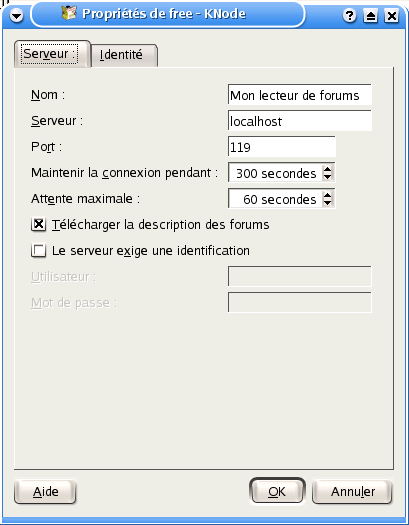 Propriétés de free - KNode
Serveur :
Identité
Nom :
Mon lecteur de forums
Serveur :
localhost
Port :
119
Maintenir la connexion pendant :
300 secondes
Attente maximale :
60 secondes
Télécharger la description des forums
Le serveur exige une identification
Utilisateur :
Mot de passe :
Aide
OK
Annuler